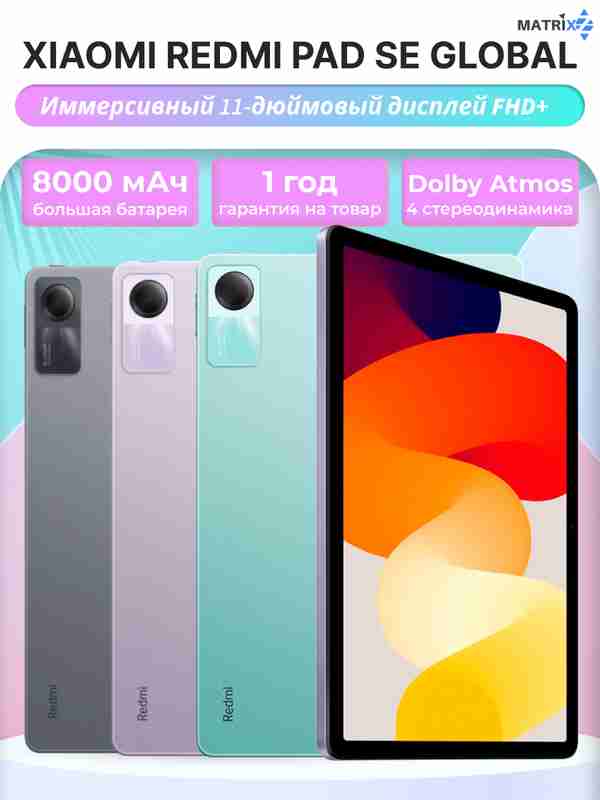 MATRIX
XIAOMI REDMI PAD SE GLOBAL
Иммерсивный 11-дюймовый дисплей FHD+
8000 мАч
большая батарея
1 год
гарантия на товар
Dolby Atmos
4 стереодинамика
Redmi
Redmi
Redmi